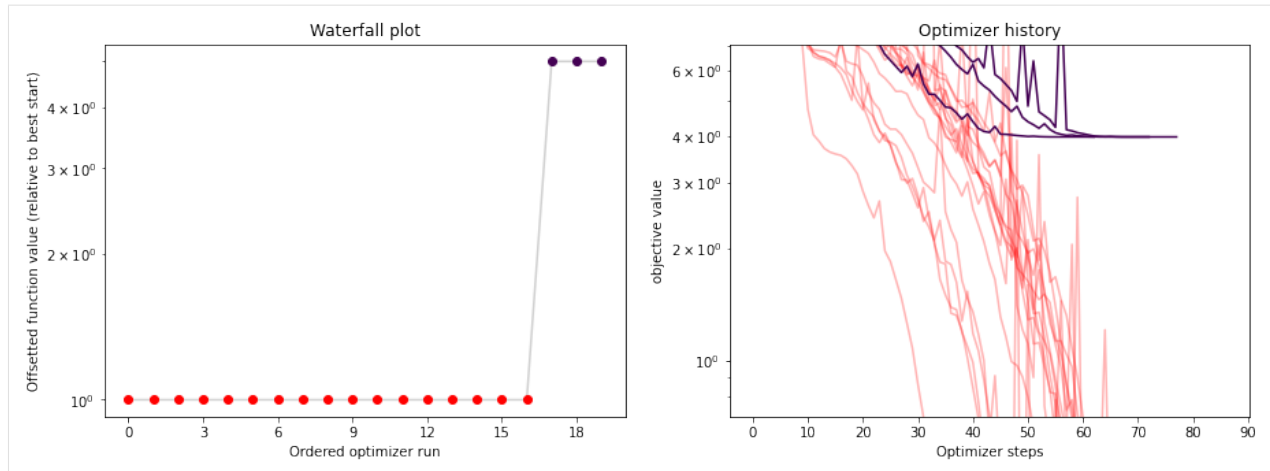 Waterfall plot
Offsetted function value (relative to best start)
4 × 10⁰
3 × 10⁰
2 × 10⁰
10⁰
0 3 6 9 12 15 18
Ordered optimizer run
Optimizer history
objective value
6 × 10⁰
4 × 10⁰
3 × 10⁰
2 × 10⁰
10⁰
0 10 20 30 40 50 60 70 80 90
Optimizer steps